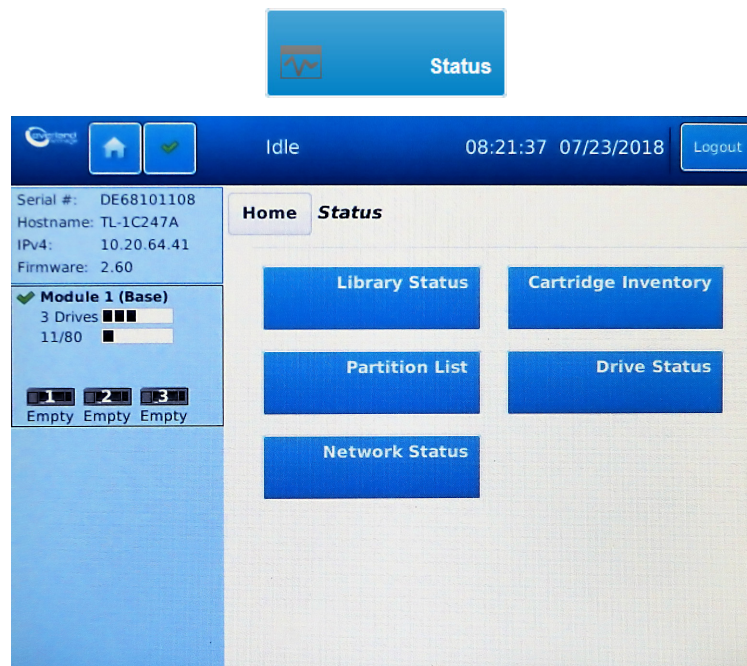 Status
overland
Idle
08:21:37 07/23/2018
Logout
Serial #: DE68101108
Hostname: TL-1C247A
IPv4: 10.20.64.41
Firmware: 2.60
Home Status
Module 1 (Base)
3 Drives
11/80
1 2 3
Empty Empty Empty
Library Status
Cartridge Inventory
Partition List
Drive Status
Network Status